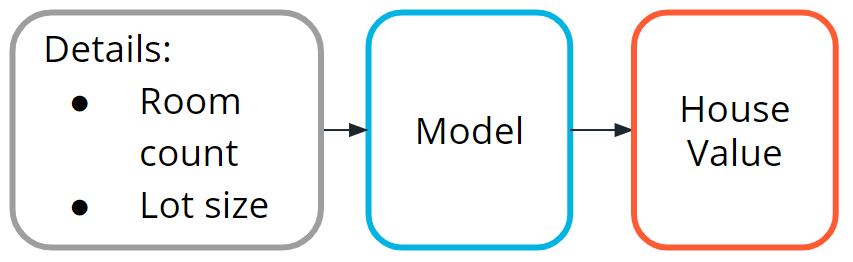 Details:
● Room
count
● Lot size
Model
House
Value